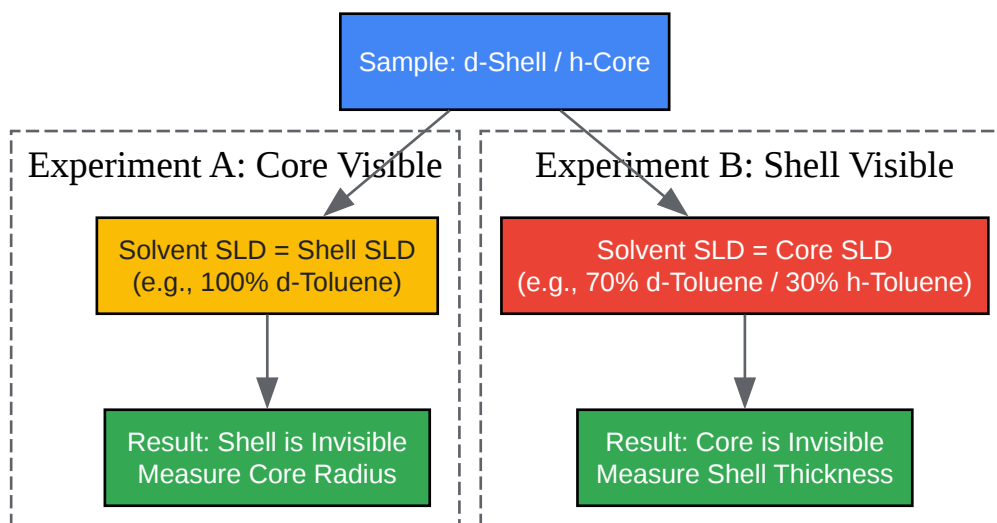 Sample: d-Shell / h-Core
Experiment A: Core Visible
Solvent SLD = Shell SLD
(e.g., 100% d-Toluene)
Result: Shell is Invisible
Measure Core Radius
Experiment B: Shell Visible
Solvent SLD = Core SLD
(e.g., 70% d-Toluene / 30% h-Toluene)
Result: Core is Invisible
Measure Shell Thickness